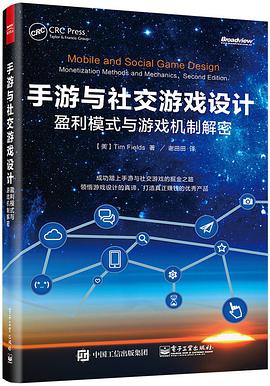 CRC Press
Taylor & Francis Group
Broadview
Mobile and Social Game Design
Monetization Methods and Mechanics, Second Edition
手游与社交游戏设计
盈利模式与游戏机制解密
【美】Tim Fields 著 / 谢田田 译
成功踏上手游与社交游戏的掘金之路
领悟游戏设计的真谛，打造真正赚钱的优秀产品
中国工信出版集团
电子工业出版社
手游与社交游戏设计
盈利模式与游戏机制解密